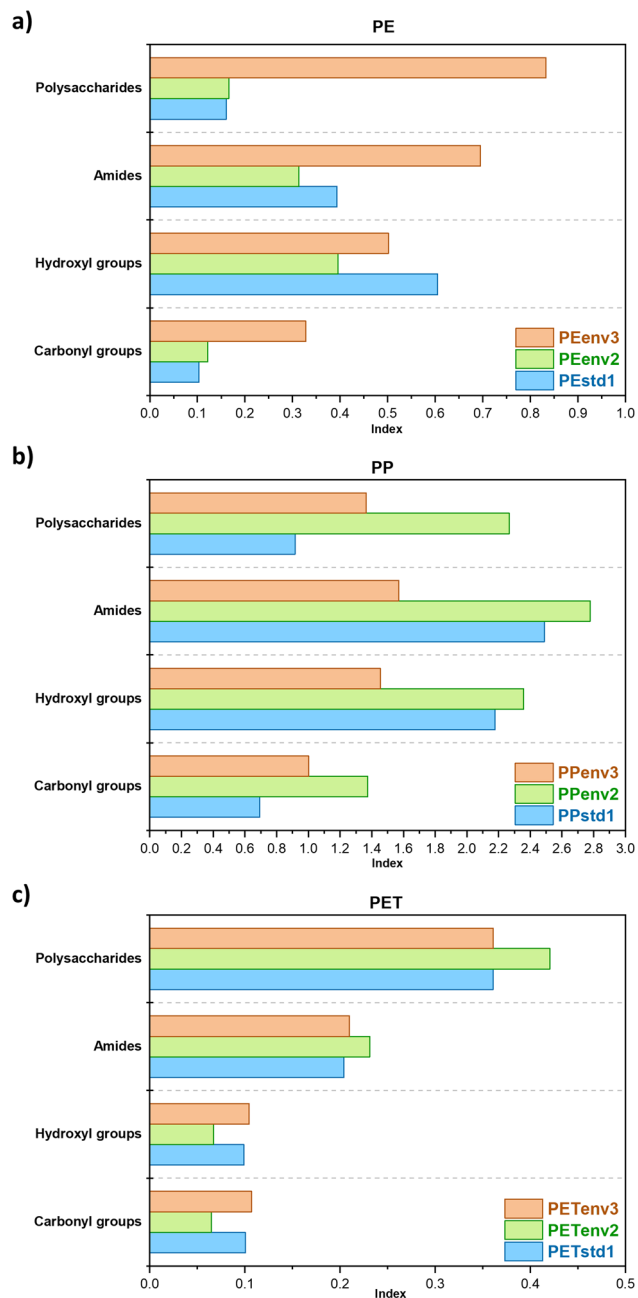 a)
PE
Polysaccharides
Amides
Hydroxyl groups
Carbonyl groups
PEenv3
PEenv2
PEstd1
0.0 0.1 0.2 0.3 0.4 0.5 0.6 0.7 0.8 0.9 1.0
Index
b)
PP
Polysaccharides
Amides
Hydroxyl groups
Carbonyl groups
PPenv3
PPenv2
PPstd1
0.0 0.2 0.4 0.6 0.8 1.0 1.2 1.4 1.6 1.8 2.0 2.2 2.4 2.6 2.8 3.0
Index
c)
PET
Polysaccharides
Amides
Hydroxyl groups
Carbonyl groups
PETenv3
PETenv2
PETstd1
0.0 0.1 0.2 0.3 0.4 0.5
Index